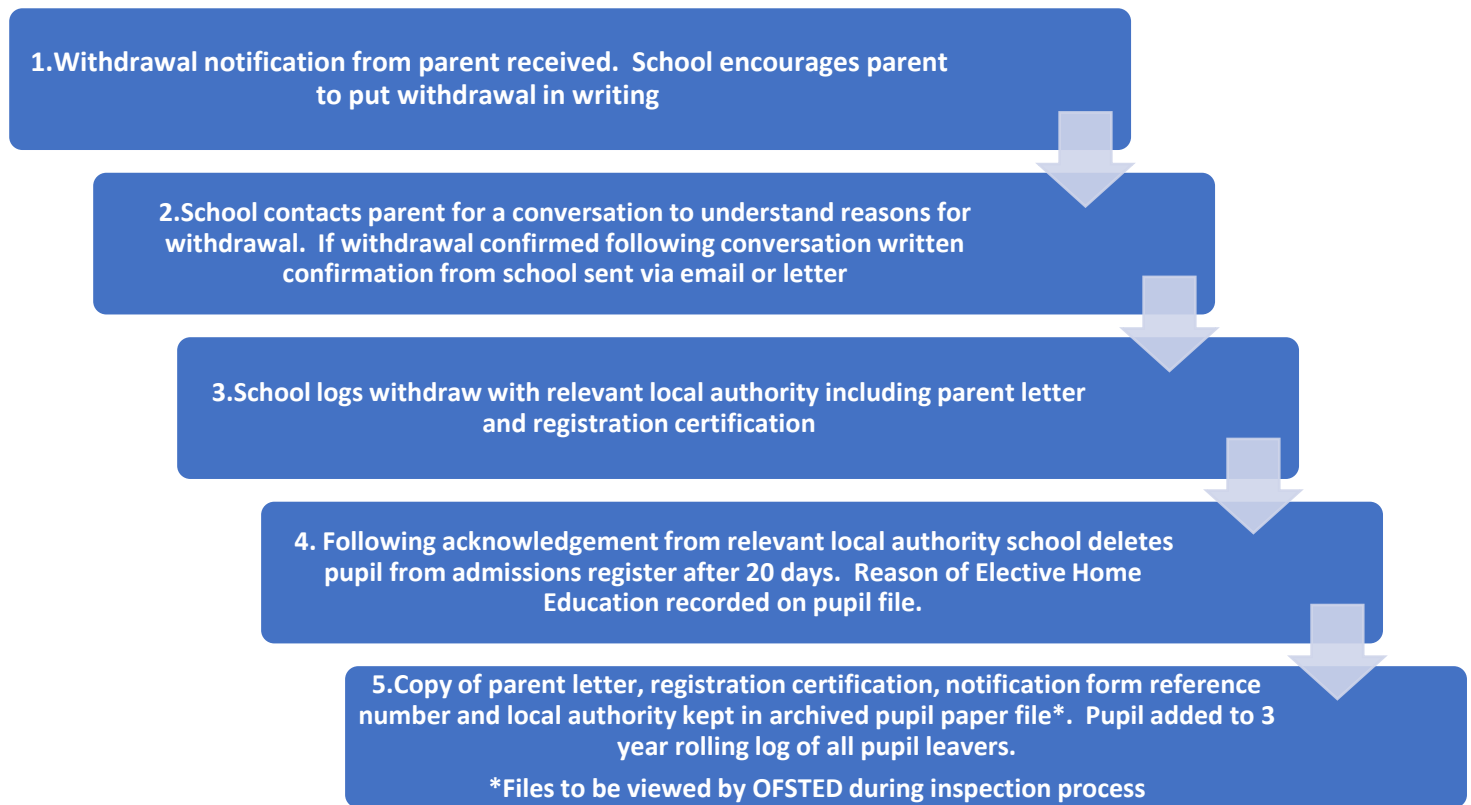 1.Withdrawal notification from parent received.  School encourages parent
to put withdrawal in writing
2.School contacts parent for a conversation to understand reasons for
withdrawal.  If withdrawal confirmed following conversation written
confirmation from school sent via email or letter
3.School logs withdraw with relevant local authority including parent letter
and registration certification
4. Following acknowledgement from relevant local authority school deletes
pupil from admissions register after 20 days.  Reason of Elective Home
Education recorded on pupil file.
5.Copy of parent letter, registration certification, notification form reference
number and local authority kept in archived pupil paper file*.  Pupil added to 3
year rolling log of all pupil leavers.
*Files to be viewed by OFSTED during inspection process